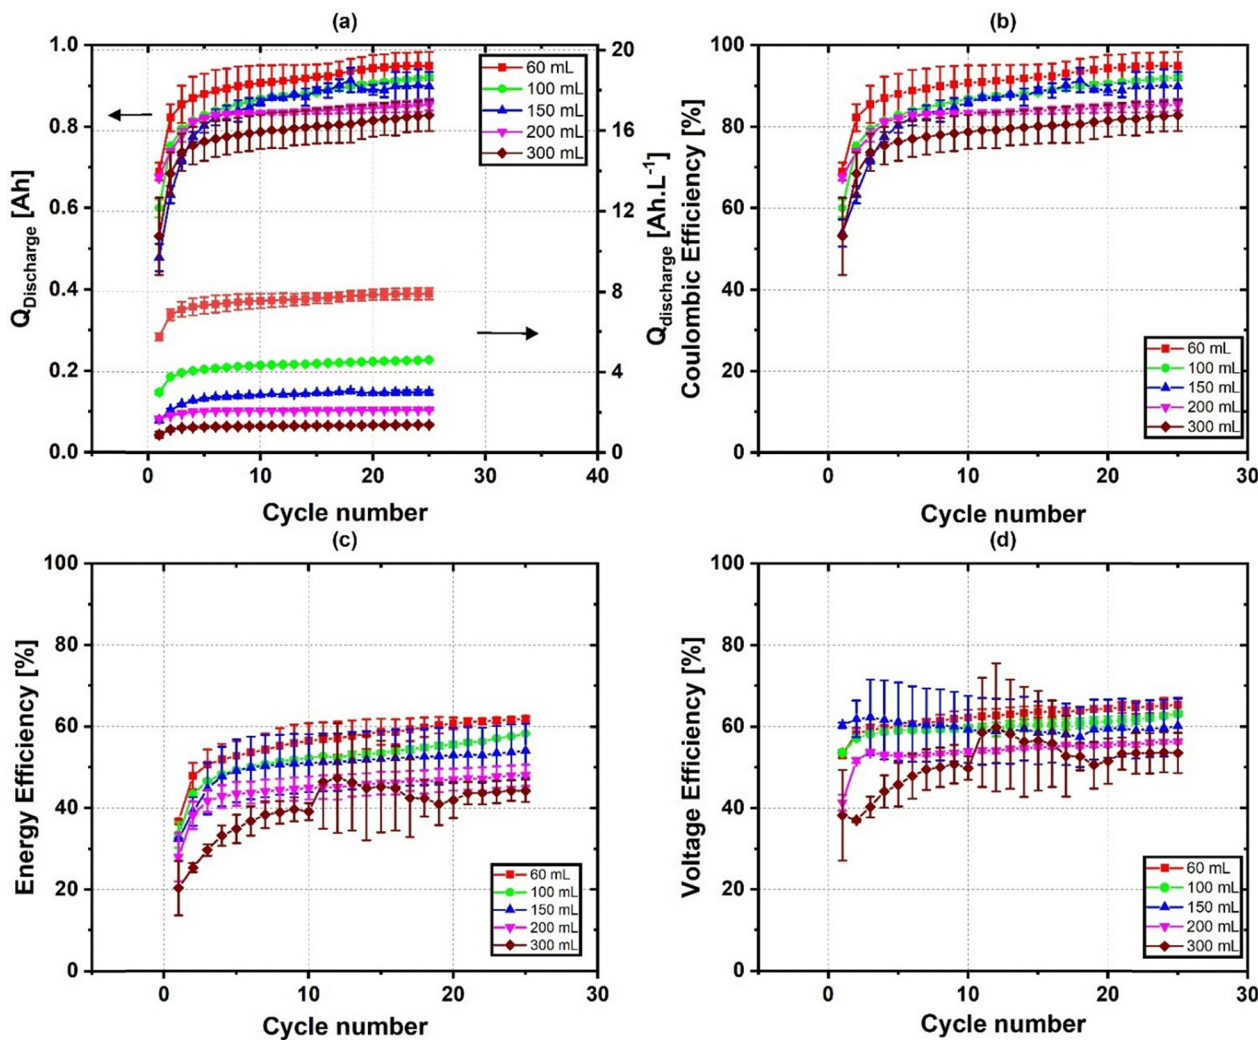 (a)
1.0
0.8
0.6
0.4
0.2
0.0
Q_Discharge [Ah]
20
16
12
8
4
0
Q_discharge [Ah.L⁻¹]
60 mL
100 mL
150 mL
200 mL
300 mL
0 10 20 30 40
Cycle number
(b)
100
80
60
40
20
0
Coulombic Efficiency [%]
60 mL
100 mL
150 mL
200 mL
300 mL
0 10 20 30
Cycle number
(c)
100
80
60
40
20
0
Energy Efficiency [%]
60 mL
100 mL
150 mL
200 mL
300 mL
0 10 20 30
Cycle number
(d)
100
80
60
40
20
0
Voltage Efficiency [%]
60 mL
100 mL
150 mL
200 mL
300 mL
0 10 20 30
Cycle number